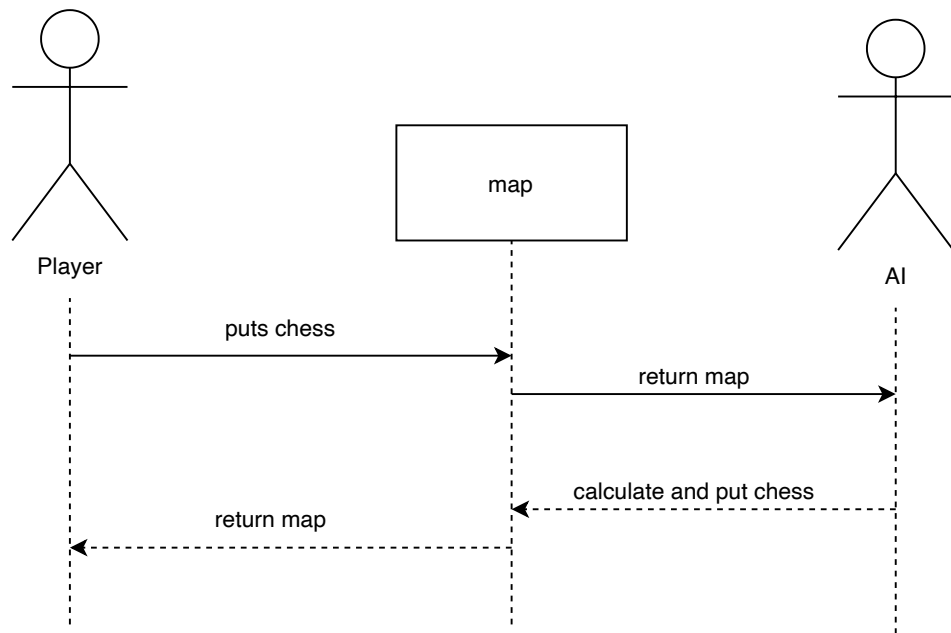 map
Player
AI
puts chess
return map
calculate and put chess
return map